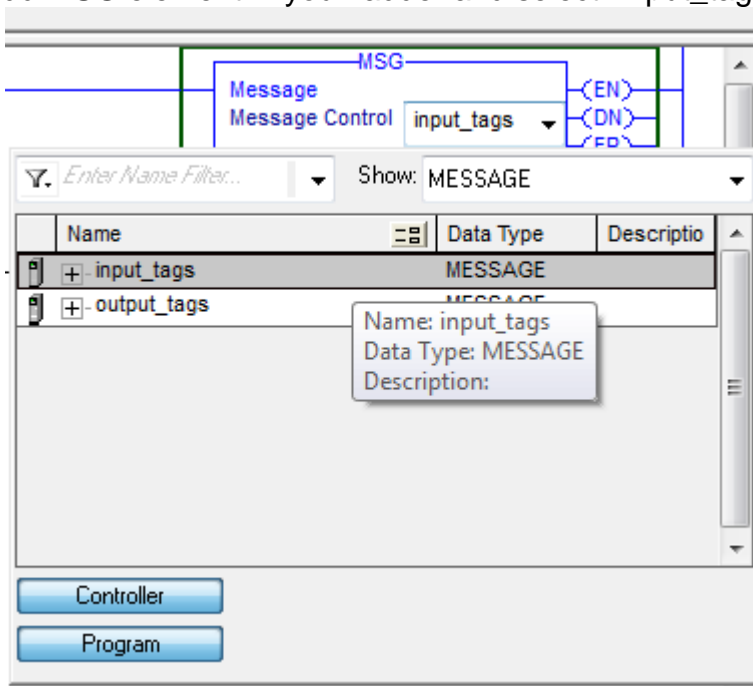 MSG
Message
Message Control input_tags
(EN)
(DN)
Enter Name Filter... Show: MESSAGE
Name Data Type Descriptio
input_tags MESSAGE
output_tags
Name: input_tags
Data Type: MESSAGE
Description:
Controller
Program